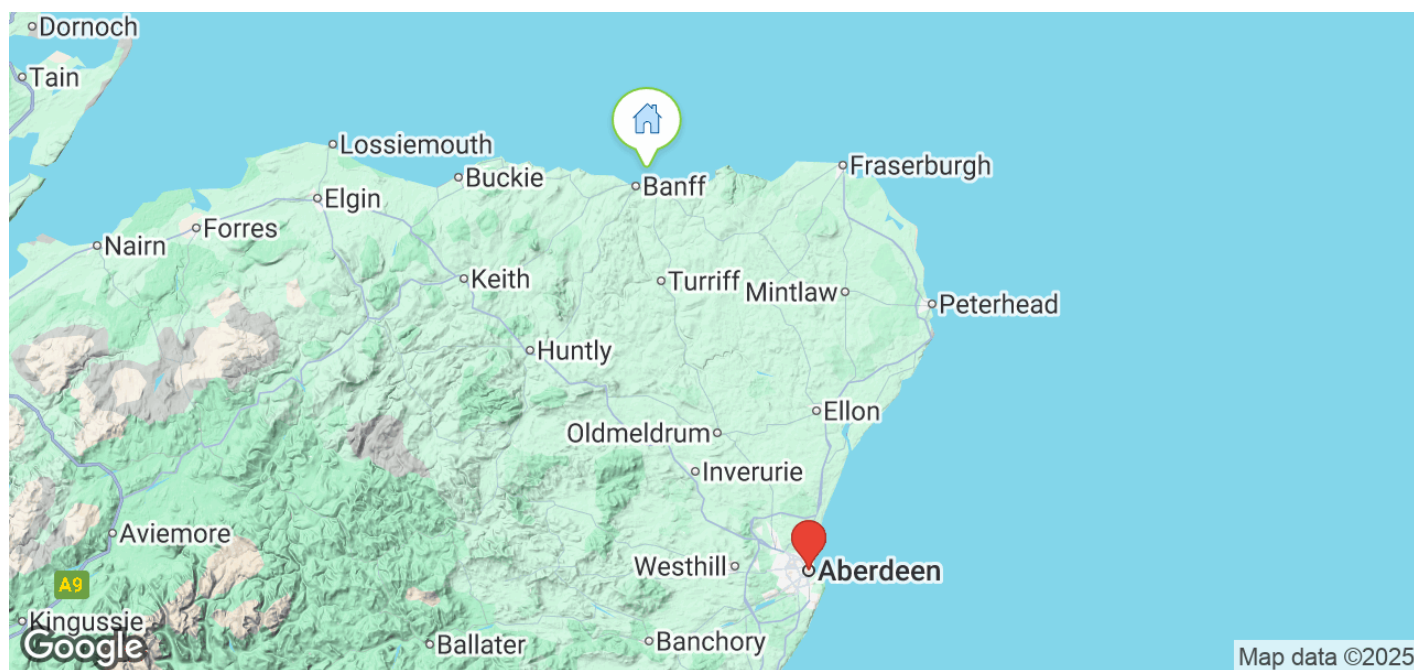 Dornoch
Tain
Lossiemouth
Fraserburgh
Buckie
Banff
Elgin
Forres
Nairn
Keith
Turriff
Mintlaw
Peterhead
Huntly
Ellon
Oldmeldrum
Inverurie
Aviemore
Westhill
Aberdeen
A9
Kingussie
Google
Ballater
Banchory
Map data ©2025